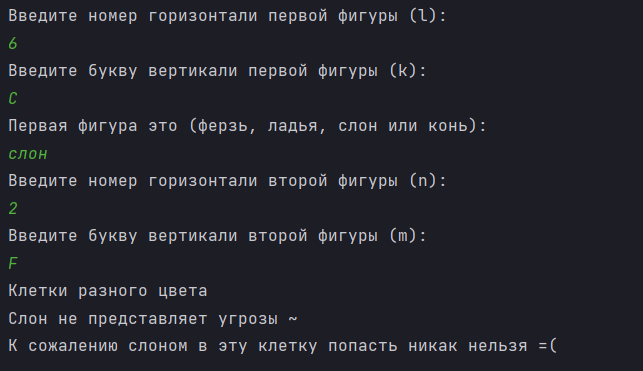 Введите номер горизонтали первой фигуры (l):
6
Введите букву вертикали первой фигуры (k):
C
Первая фигура это (ферзь, ладья, слон или конь):
слон
Введите номер горизонтали второй фигуры (n):
2
Введите букву вертикали второй фигуры (m):
F
Клетки разного цвета
Слон не представляет угрозы ~
К сожалению слоном в эту клетку попасть никак нельзя =(